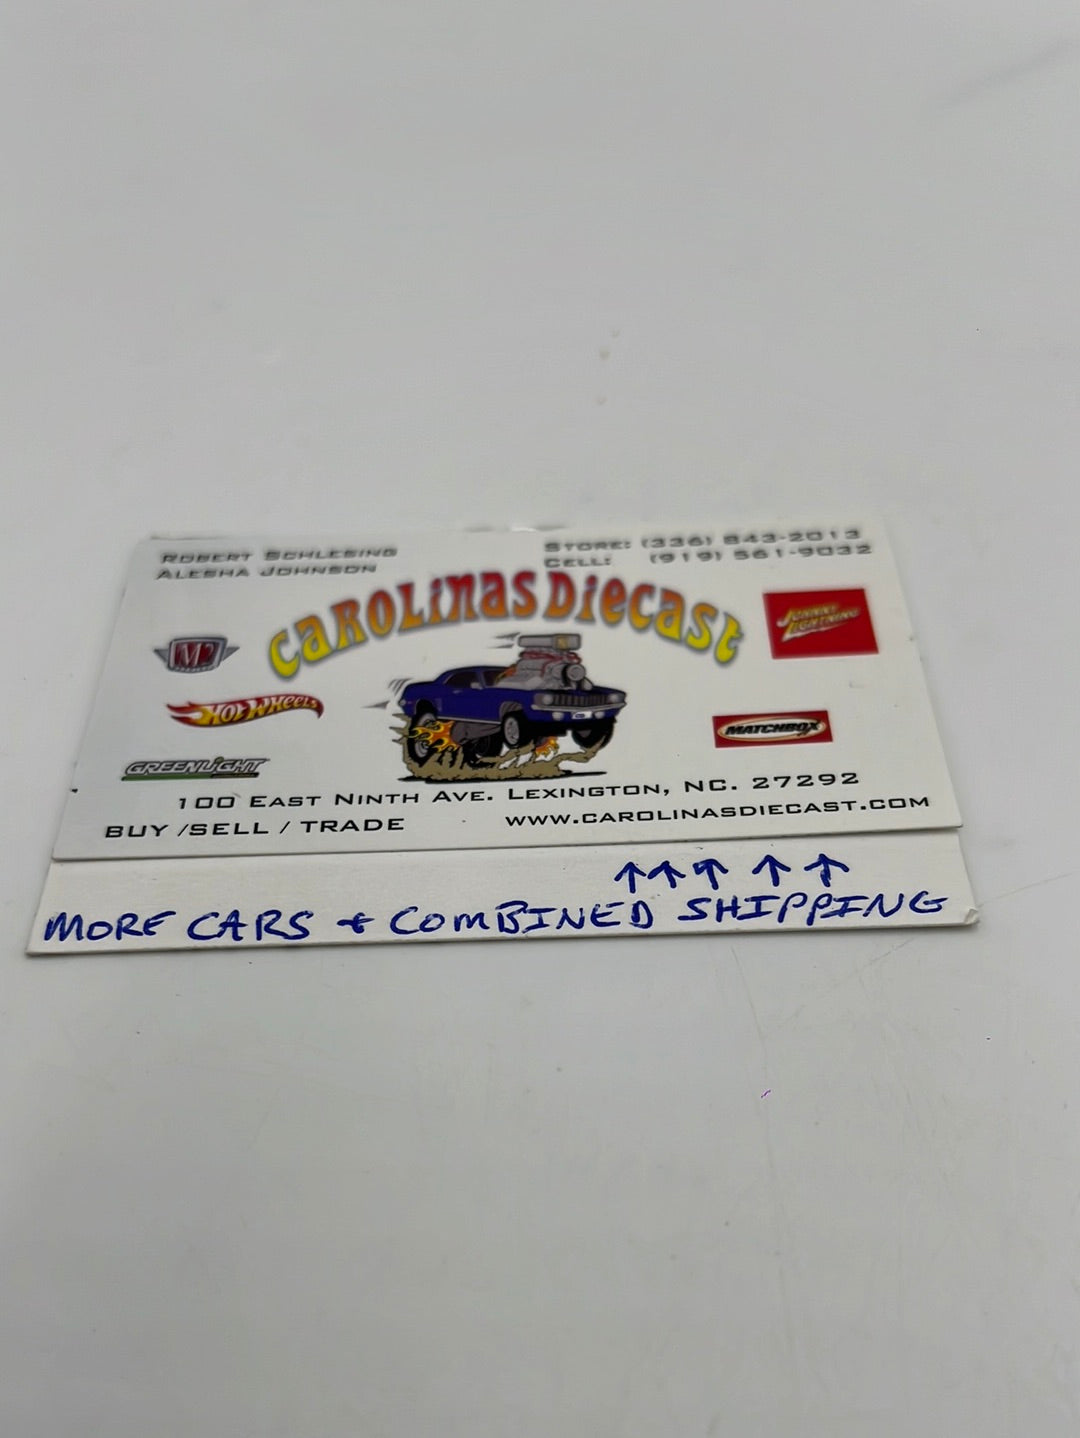 ROBERT SCHLESING
ALESHA JOHNSON
STORE: (336) 843-2013
CELL: (919) 561-9032
CAROLINAS DIECAST
M2
HOT WHEELS
GREENLIGHT
JOHNNY
LIGHTNING
MATCHBOX
100 EAST NINTH AVE. LEXINGTON, NC. 27292
BUY /SELL / TRADE
WWW.CAROLINASDIECAST.COM
↑↑↑ ↑ ↑
MORE CARS & COMBINED SHIPPING